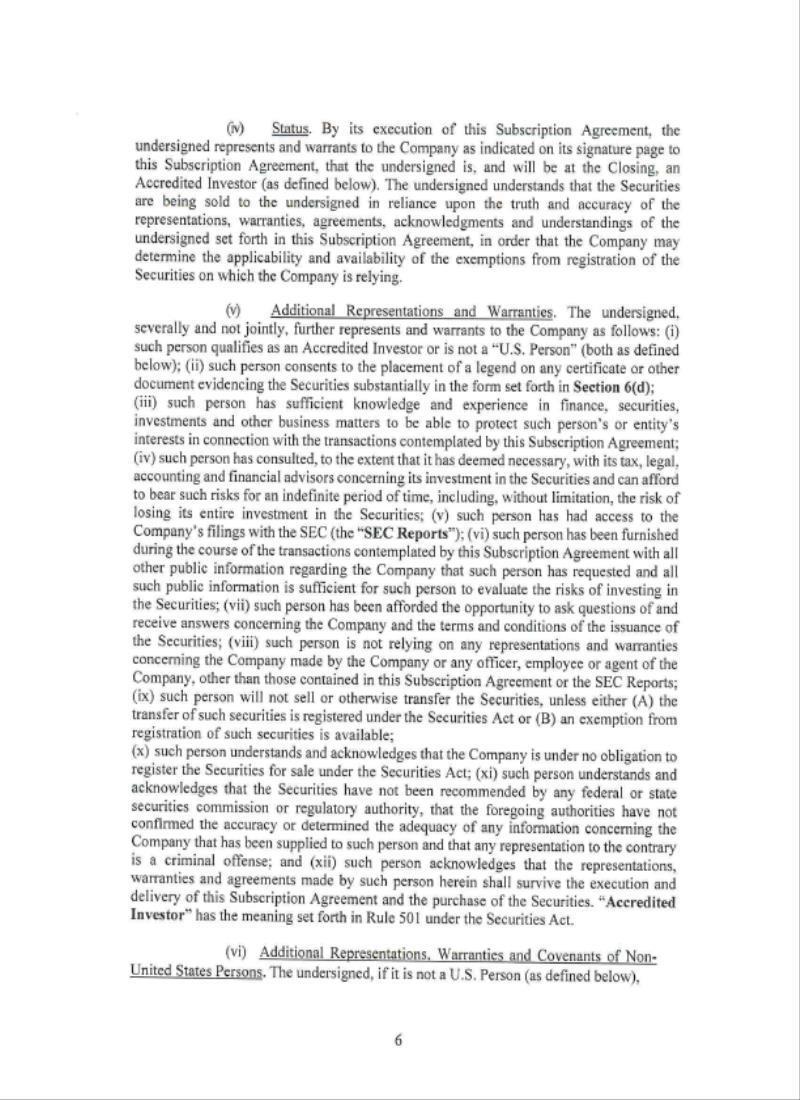 (iv) Status. By its execution of this Subscription Agreement, the
undersigned represents and warrants to the Company as indicated on its signature page to
this Subscription Agreement, that the undersigned is, and will be at the Closing, an
Accredited Investor (as defined below). The undersigned understands that the Securities
are being sold to the undersigned in reliance upon the truth and accuracy of the
representations, warranties, agreements, acknowledgments and understandings of the
undersigned set forth in this Subscription Agreement, in order that the Company may
determine the applicability and availability of the exemptions from registration of the
Securities on which the Company is relying.
(v) Additional Representations and Warranties. The undersigned,
severally and not jointly, further represents and warrants to the Company as follows: (i)
such person qualifies as an Accredited Investor or is not a “U.S. Person” (both as defined
below); (ii) such person consents to the placement of a legend on any certificate or other
document evidencing the Securities substantially in the form set forth in Section 6(d);
(iii) such person has sufficient knowledge and experience in finance, securities,
investments and other business matters to be able to protect such person’s or entity’s
interests in connection with the transactions contemplated by this Subscription Agreement;
(iv) such person has consulted, to the extent that it has deemed necessary, with its tax, legal,
accounting and financial advisors concerning its investment in the Securities and can afford
to bear such risks for an indefinite period of time, including, without limitation, the risk of
losing its entire investment in the Securities; (v) such person has had access to the
Company’s filings with the SEC (the “SEC Reports”); (vi) such person has been furnished
during the course of the transactions contemplated by this Subscription Agreement with all
other public information regarding the Company that such person has requested and all
such public information is sufficient for such person to evaluate the risks of investing in
the Securities; (vii) such person has been afforded the opportunity to ask questions of and
receive answers concerning the Company and the terms and conditions of the issuance of
the Securities; (viii) such person is not relying on any representations and warranties
concerning the Company made by the Company or any officer, employee or agent of the
Company, other than those contained in this Subscription Agreement or the SEC Reports;
(ix) such person will not sell or otherwise transfer the Securities, unless either (A) the
transfer of such securities is registered under the Securities Act or (B) an exemption from
registration of such securities is available;
(x) such person understands and acknowledges that the Company is under no obligation to
register the Securities for sale under the Securities Act; (xi) such person understands and
acknowledges that the Securities have not been recommended by any federal or state
securities commission or regulatory authority, that the foregoing authorities have not
confirmed the accuracy or determined the adequacy of any information concerning the
Company that has been supplied to such person and that any representation to the contrary
is a criminal offense; and (xii) such person acknowledges that the representations,
warranties and agreements made by such person herein shall survive the execution and
delivery of this Subscription Agreement and the purchase of the Securities. “Accredited
Investor” has the meaning set forth in Rule 501 under the Securities Act.
(vi) Additional Representations, Warranties and Covenants of Non-
United States Persons. The undersigned, if it is not a U.S. Person (as defined below),
6